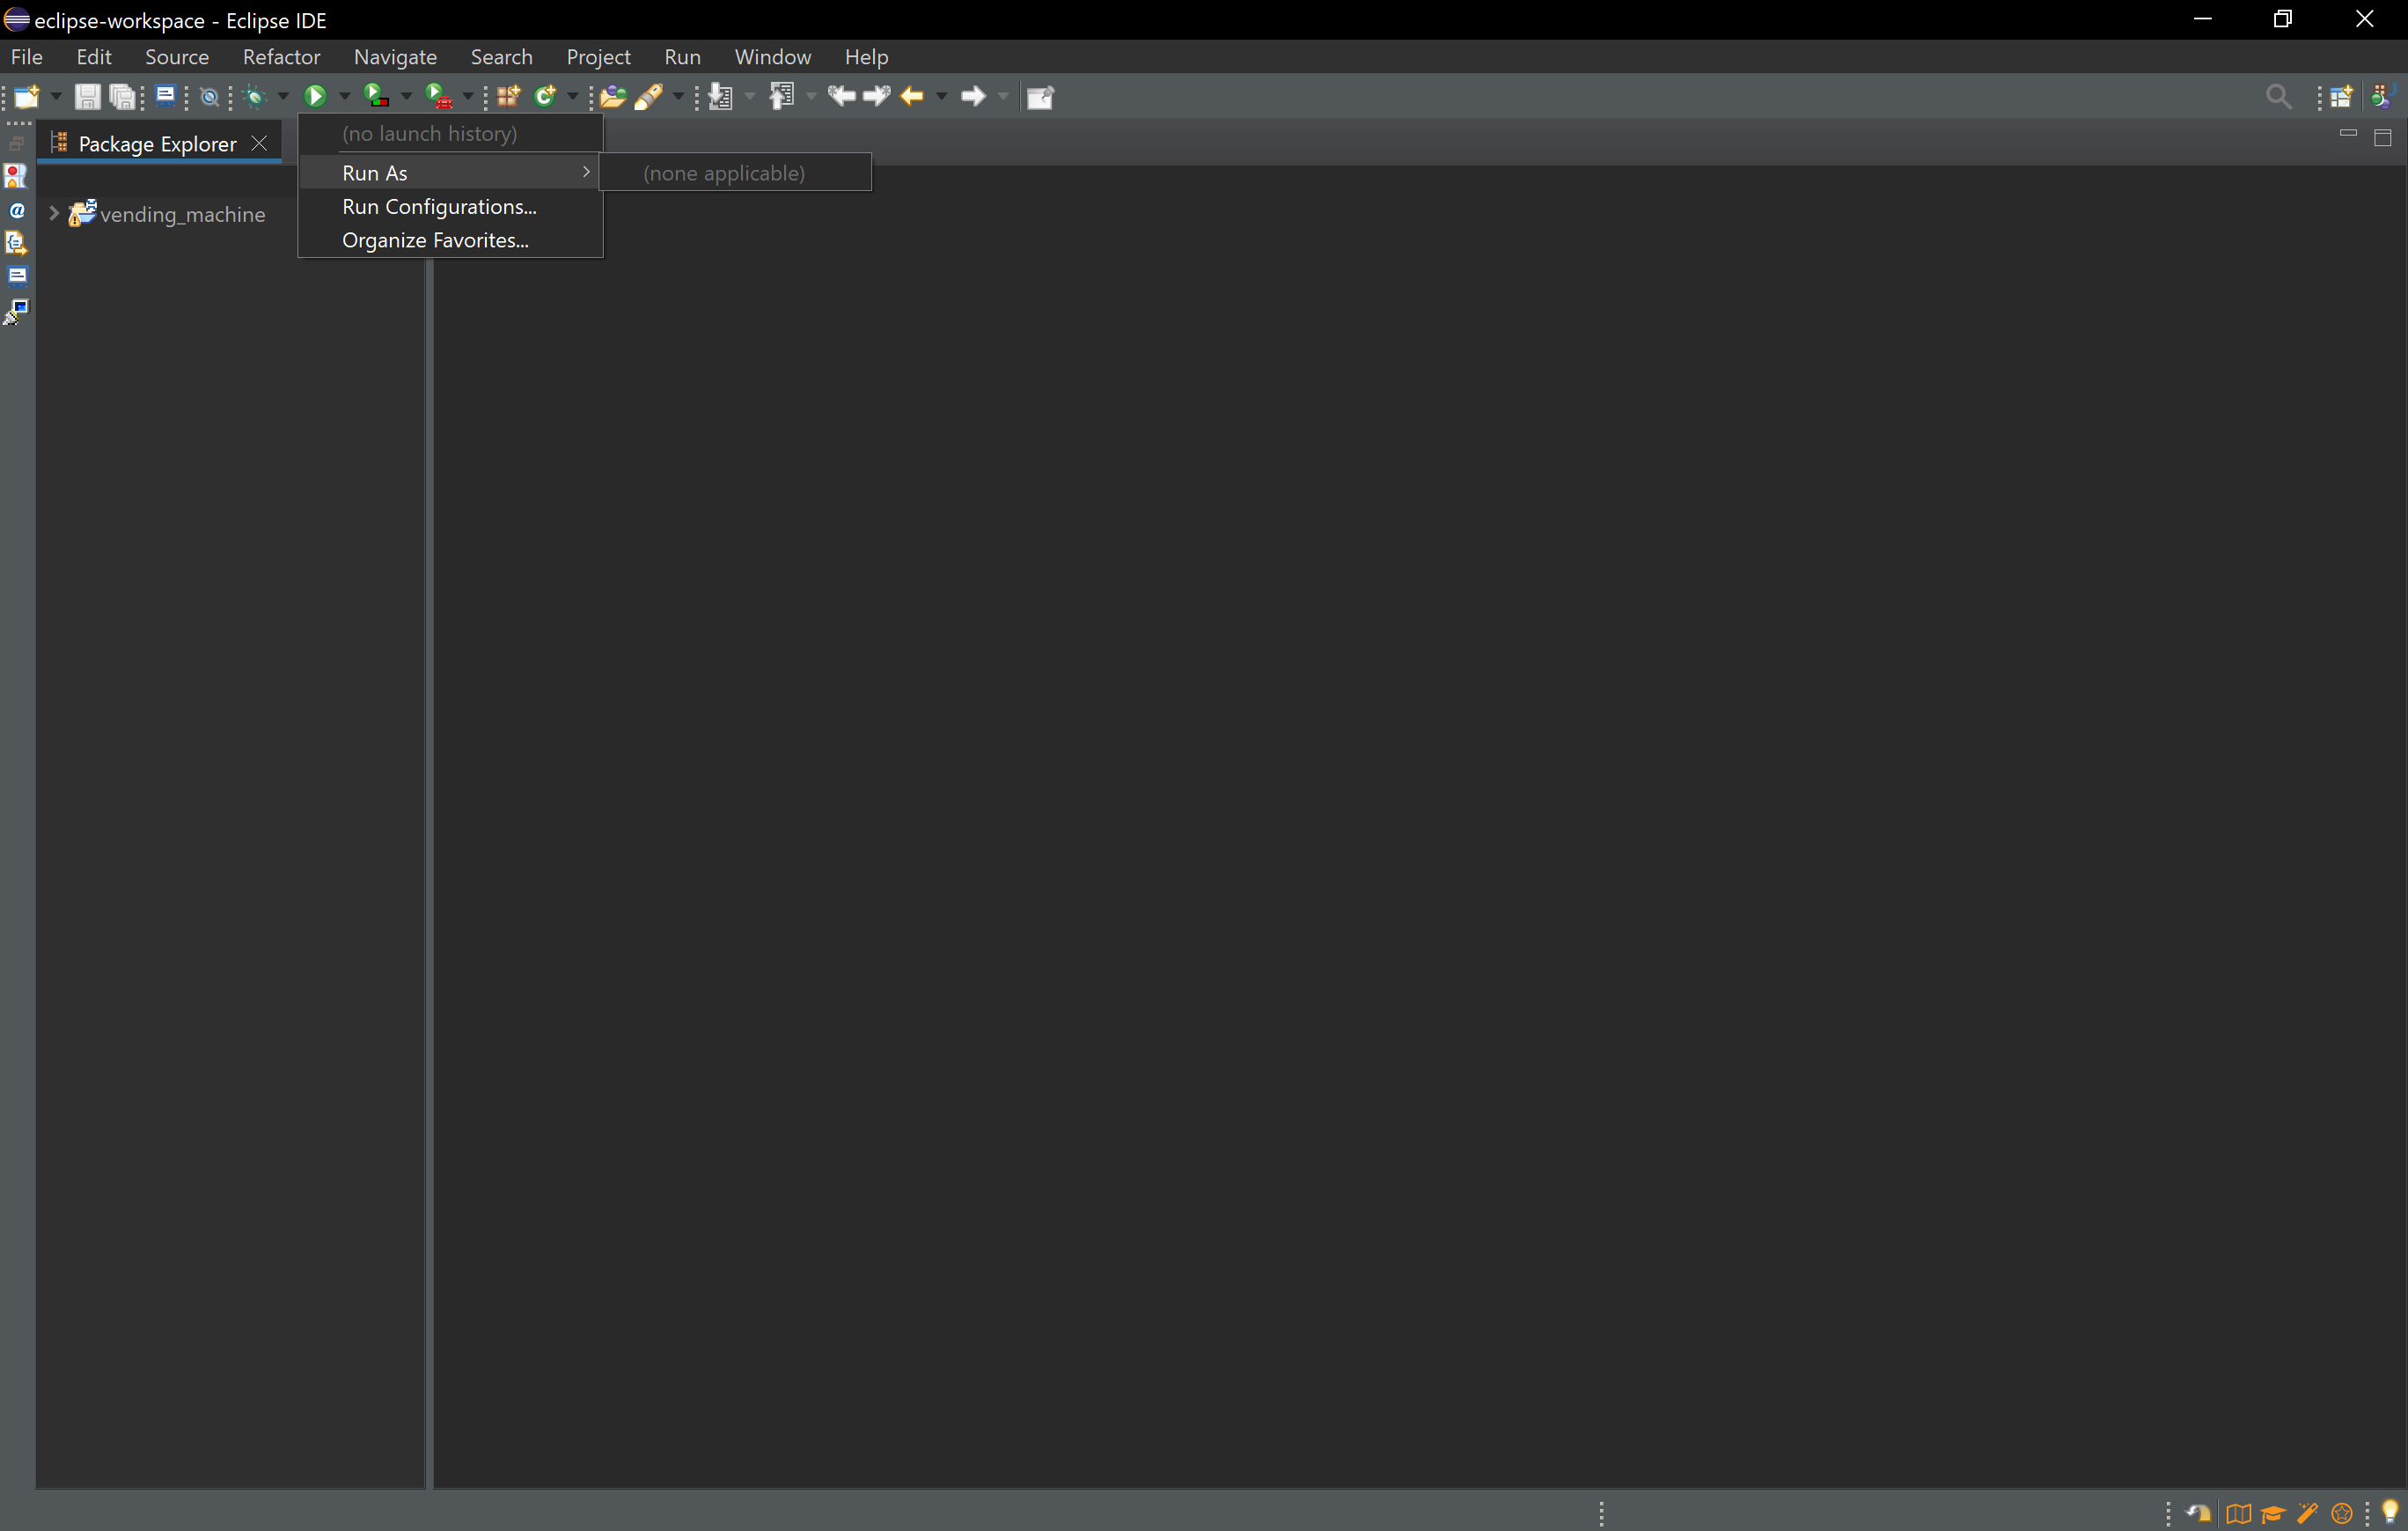 eclipse-workspace - Eclipse IDE
File Edit Source Refactor Navigate Search Project Run Window Help
Package Explorer
(no launch history)
Run As
(none applicable)
vending_machine
Run Configurations...
Organize Favorites...